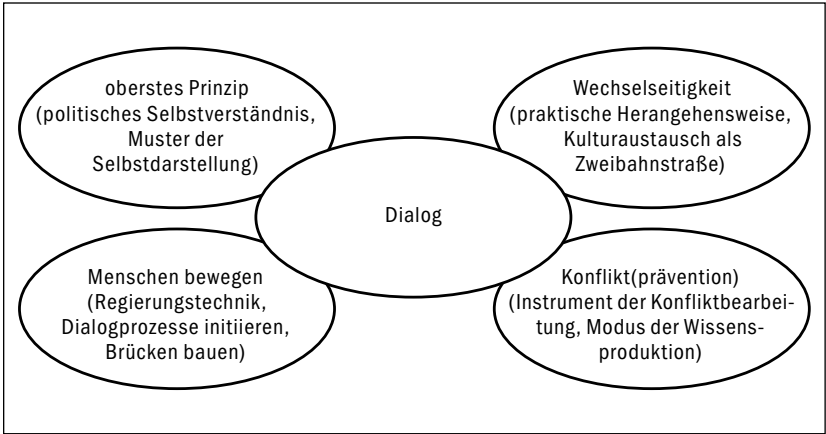 oberstes Prinzip
(politisches Selbstverständnis,
Muster der
Selbstdarstellung)
Wechselseitigkeit
(praktische Herangehensweise,
Kulturaustausch als
Zweibahnstraße)
Dialog
Menschen bewegen
(Regierungstechnik,
Dialogprozesse initiieren,
Brücken bauen)
Konflikt(prävention)
(Instrument der Konfliktbearbei-
tung, Modus der Wissens-
produktion)